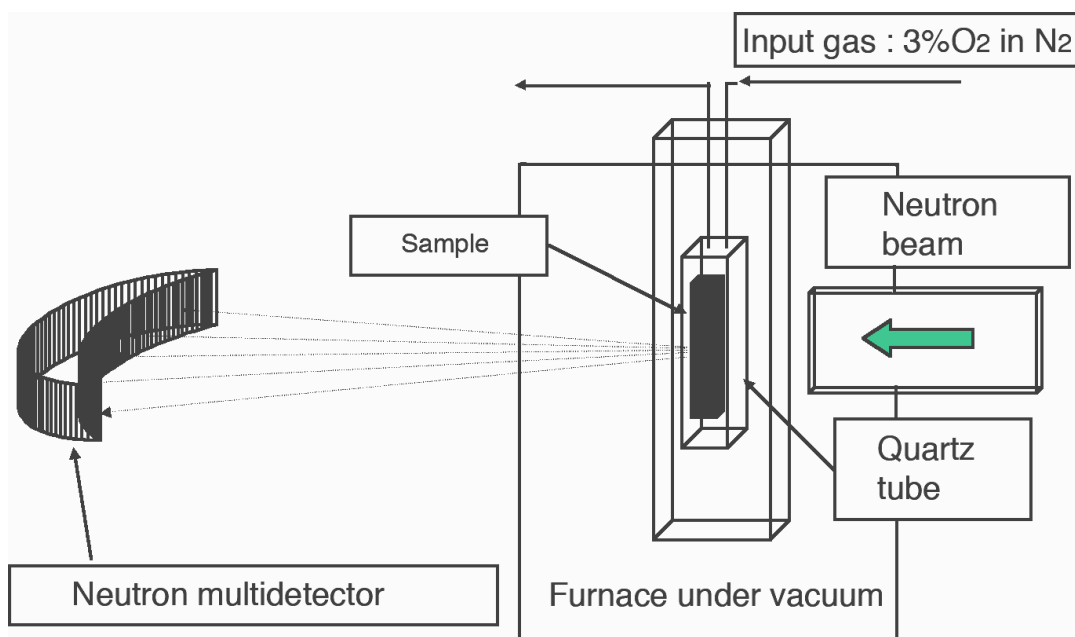 Input gas : 3%O2 in N2
Neutron
beam
Sample
Quartz
tube
Neutron multidetector
Furnace under vacuum